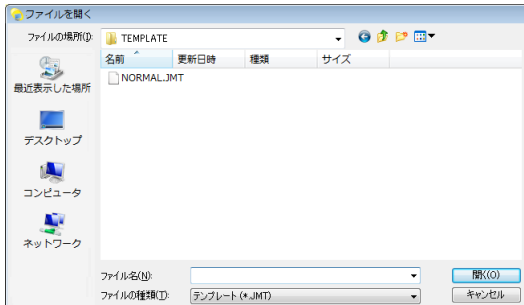 ファイルを開く
ファイルの場所(I):
TEMPLATE
名前 更新日時 種類 サイズ
NORMAL.JMT
最近表示した場所
デスクトップ
コンピュータ
ネットワーク
ファイル名(N):
開く(O)
ファイルの種類(T):
テンプレート(*.JMT)
キャンセル